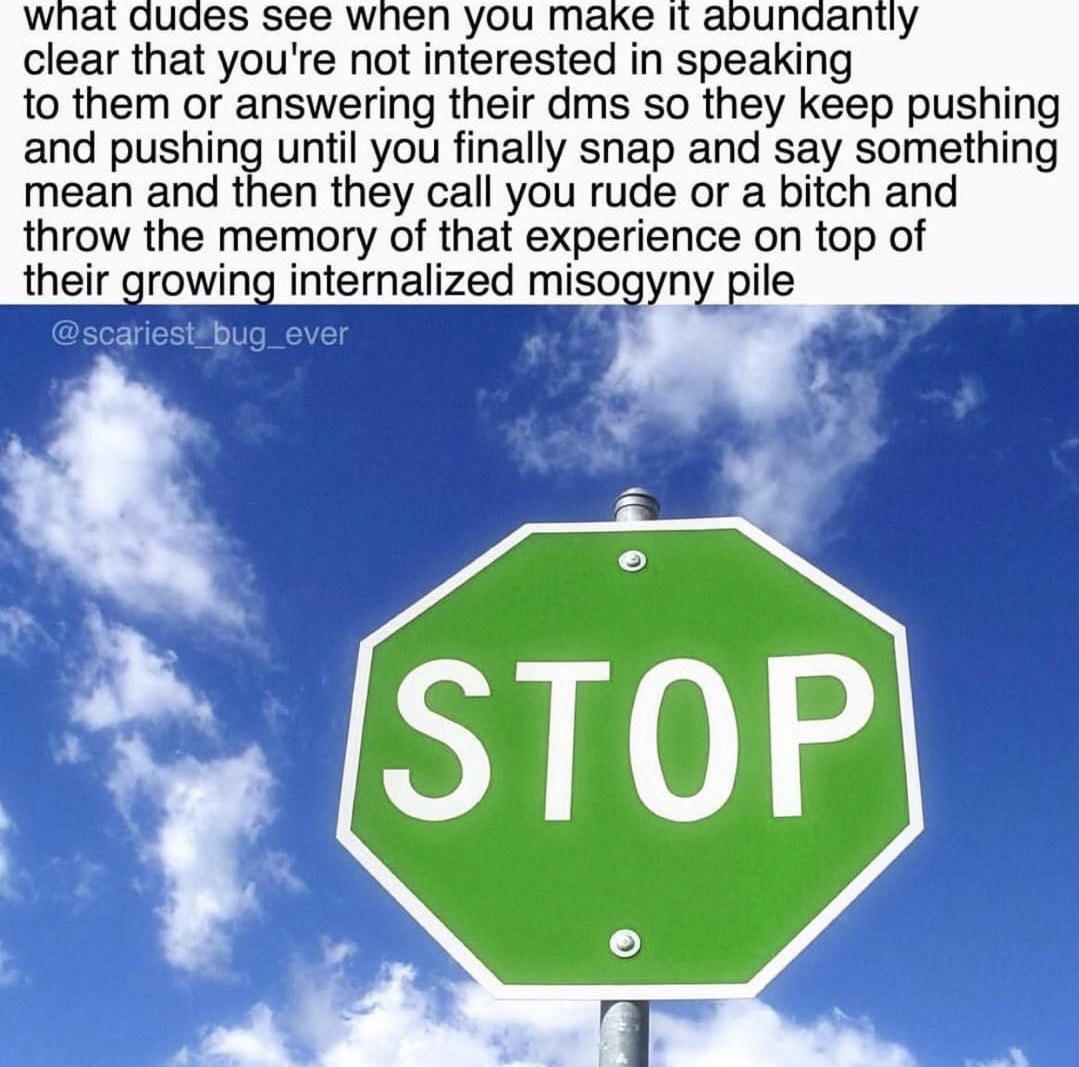 what dudes see when you make it abundantly
clear that you're not interested in speaking
to them or answering their dms so they keep pushing
and pushing until you finally snap and say something
mean and then they call you rude or a bitch and
throw the memory of that experience on top of
their growing internalized misogyny pile
@scariest_bug_ever
STOP